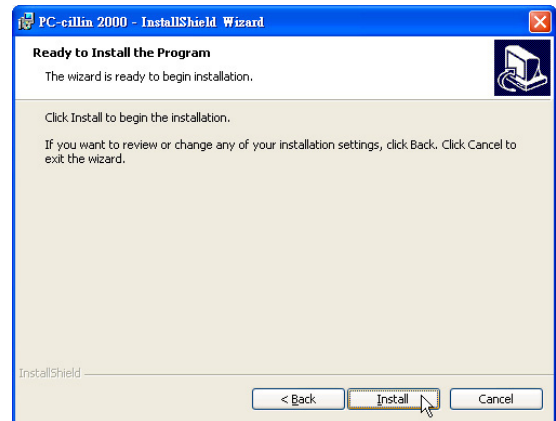 PC-cillin 2000 - InstallShield Wizard
Ready to Install the Program
The wizard is ready to begin installation.
Click Install to begin the installation.
If you want to review or change any of your installation settings, click Back. Click Cancel to
exit the wizard.
InstallShield
< Back Install Cancel